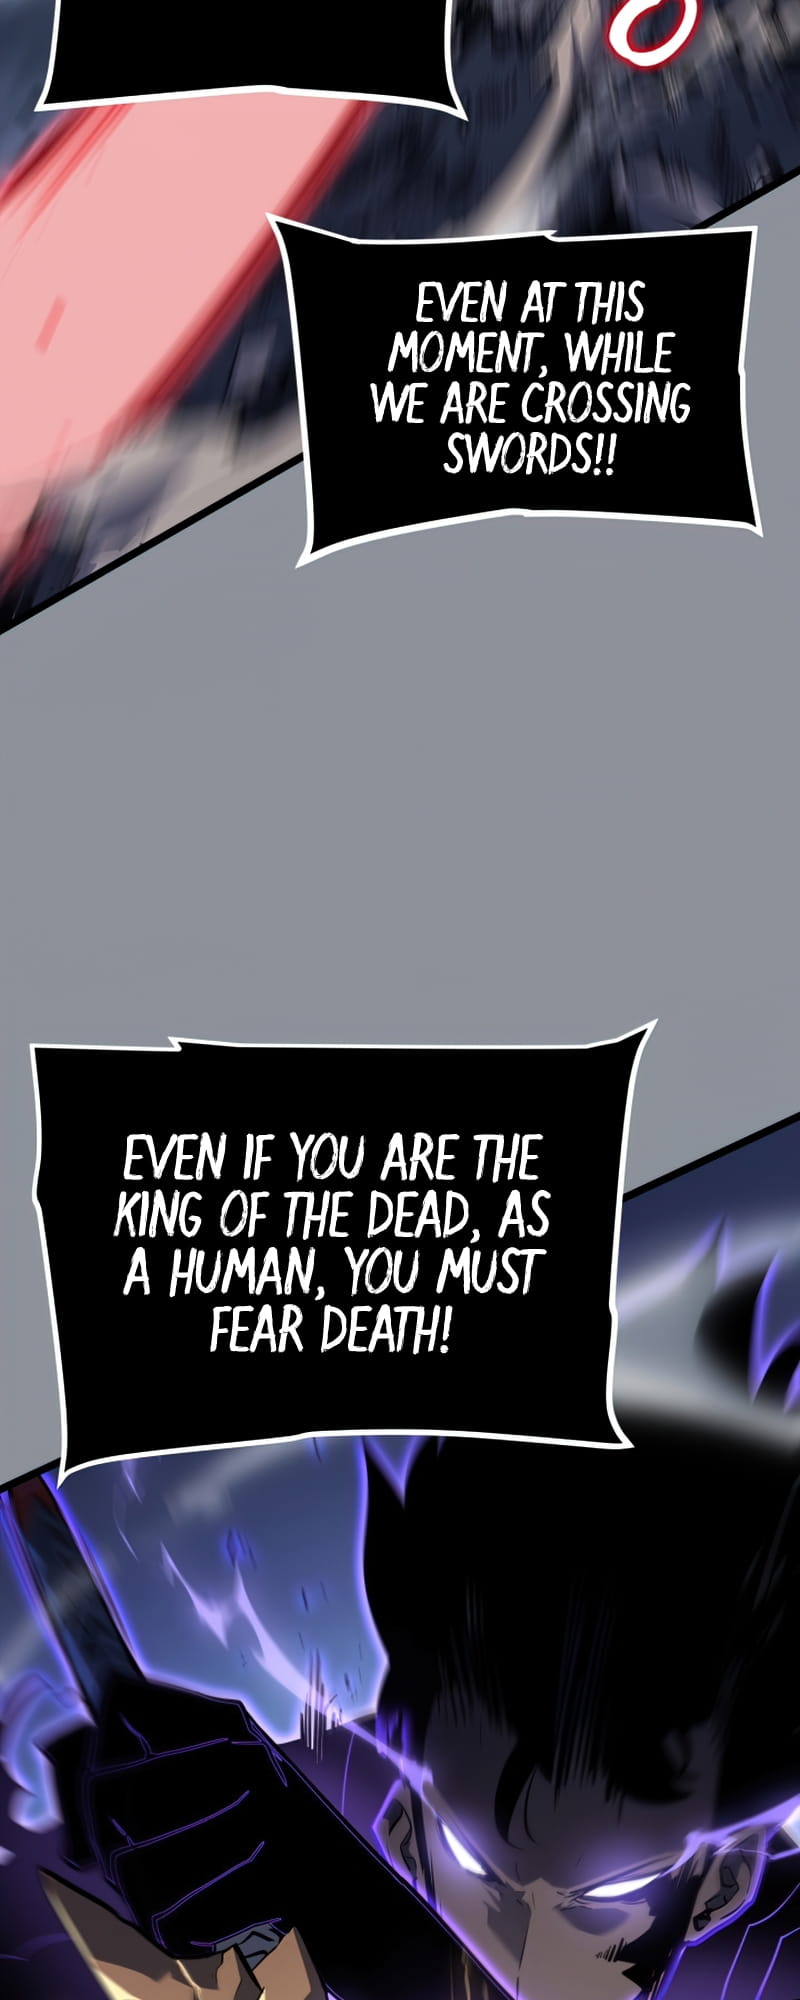 EVEN AT THIS
MOMENT, WHILE
WE ARE CROSSING
SWORDS!!
EVEN IF YOU ARE THE
KING OF THE DEAD, AS
A HUMAN, YOU MUST
FEAR DEATH!